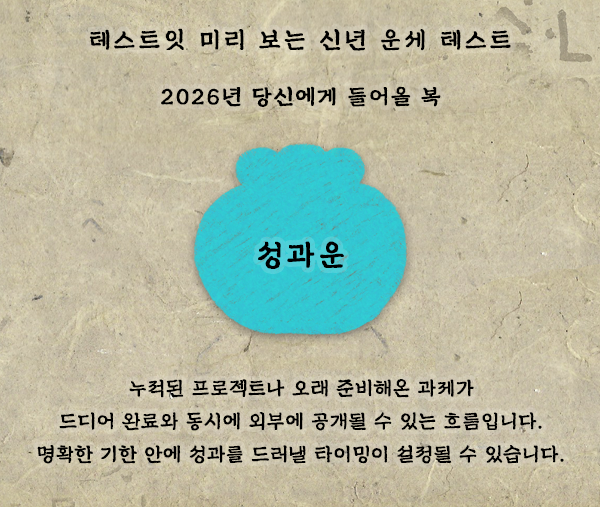 테스트잇 미리 보는 신년 운세 테스트
2026년 당신에게 들어올 복
성과운
누적된 프로젝트나 오래 준비해온 과제가
드디어 완료와 동시에 외부에 공개될 수 있는 흐름입니다.
명확한 기한 안에 성과를 드러낼 타이밍이 설정될 수 있습니다.